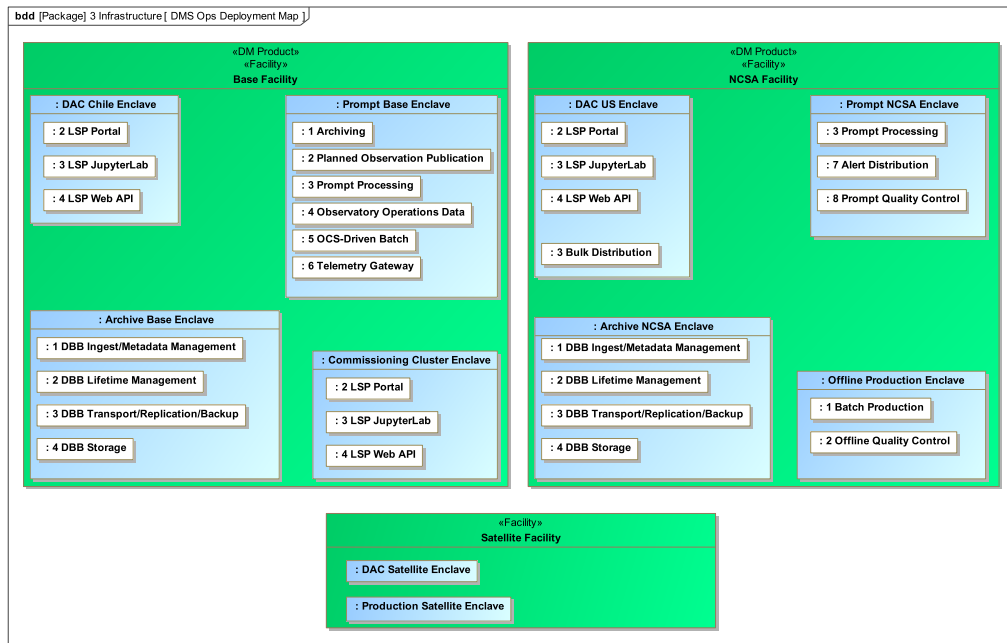 bdd [Package] 3 Infrastructure [ DMS Ops Deployment Map ]
«DM Product»
«Facility»
Base Facility
: DAC Chile Enclave
: 2 LSP Portal
: 3 LSP JupyterLab
: 4 LSP Web API
: Prompt Base Enclave
: 1 Archiving
: 2 Planned Observation Publication
: 3 Prompt Processing
: 4 Observatory Operations Data
: 5 OCS-Driven Batch
: 6 Telemetry Gateway
: Archive Base Enclave
: 1 DBB Ingest/Metadata Management
: 2 DBB Lifetime Management
: 3 DBB Transport/Replication/Backup
: 4 DBB Storage
: Commissioning Cluster Enclave
: 2 LSP Portal
: 3 LSP JupyterLab
: 4 LSP Web API
«DM Product»
«Facility»
NCSA Facility
: DAC US Enclave
: 2 LSP Portal
: 3 LSP JupyterLab
: 4 LSP Web API
: 3 Bulk Distribution
: Prompt NCSA Enclave
: 3 Prompt Processing
: 7 Alert Distribution
: 8 Prompt Quality Control
: Archive NCSA Enclave
: 1 DBB Ingest/Metadata Management
: 2 DBB Lifetime Management
: 3 DBB Transport/Replication/Backup
: 4 DBB Storage
: Offline Production Enclave
: 1 Batch Production
: 2 Offline Quality Control
«Facility»
Satellite Facility
: DAC Satellite Enclave
: Production Satellite Enclave